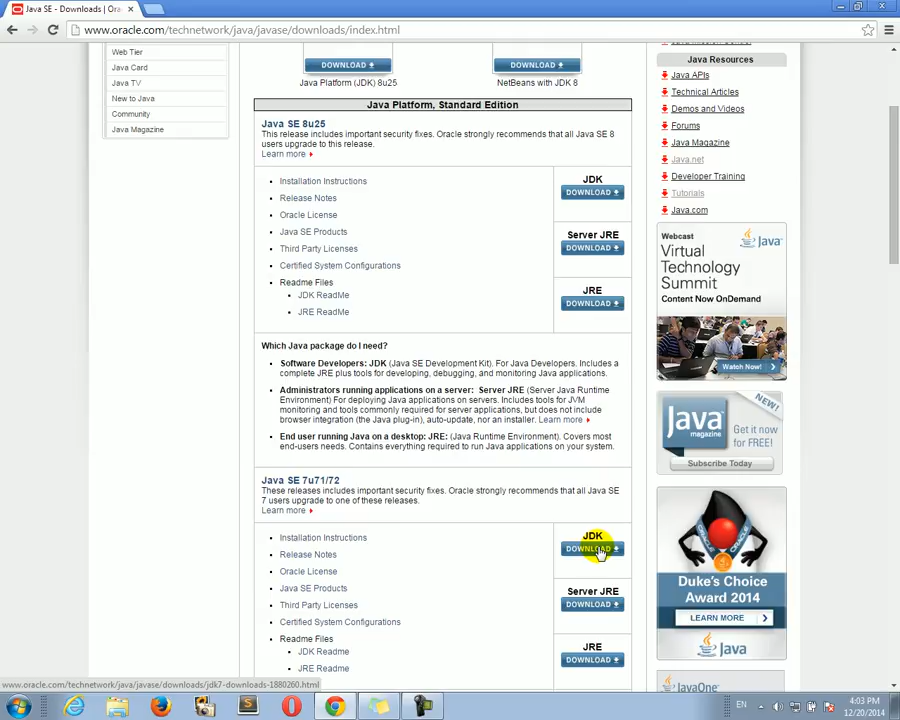 Java SE - Downloads | Ora
www.oracle.com/technetwork/java/javase/downloads/index.html
Web Tier
Java Card
Java TV
New to Java
Community
Java Magazine
DOWNLOAD
Java Platform (JDK) 8u25
DOWNLOAD
NetBeans with JDK 8
Java Platform, Standard Edition
Java SE 8u25
This release includes important security fixes. Oracle strongly recommends that all Java SE 8
users upgrade to this release.
Learn more
Installation Instructions
Release Notes
Oracle License
Java SE Products
Third Party Licenses
Certified System Configurations
Readme Files
JDK ReadMe
JRE ReadMe
JDK
DOWNLOAD
Server JRE
DOWNLOAD
JRE
DOWNLOAD
Which Java package do I need?
Software Developers: JDK (Java SE Development Kit). For Java Developers. Includes a
complete JRE plus tools for developing, debugging, and monitoring Java applications.
Administrators running applications on a server: Server JRE (Server Java Runtime
Environment) For deploying Java applications on servers. Includes tools for JVM
monitoring and tools commonly required for server applications, but does not include
browser integration (the Java plug-in), auto-update, nor an installer. Learn more
End user running Java on a desktop: JRE: (Java Runtime Environment). Covers most
end-users needs. Contains everything required to run Java applications on your system.
Java SE 7u71/72
These releases includes important security fixes. Oracle strongly recommends that all Java SE
7 users upgrade to one of these releases.
Learn more
Installation Instructions
Release Notes
Oracle License
Java SE Products
Third Party Licenses
Certified System Configurations
Readme Files
JDK Readme
JRE ReadMe
JDK
DOWNLOAD
Server JRE
DOWNLOAD
JRE
DOWNLOAD
Java Mission Control
Java Resources
Java APIs
Technical Articles
Demos and Videos
Forums
Java Magazine
Java.net
Developer Training
Tutorials
Java.com
Webcast
Java
Virtual
Technology
Summit
Content Now OnDemand
Watch Now!
Java
magazine
NEW!
Get it now
for FREE!
Subscribe Today
ORACLE
Duke's Choice
Award 2014
LEARN MORE
Java
JavaOne
www.oracle.com/technetwork/java/javase/downloads/jdk7-downloads-1880260.html
EN
4:03 PM
12/20/2014